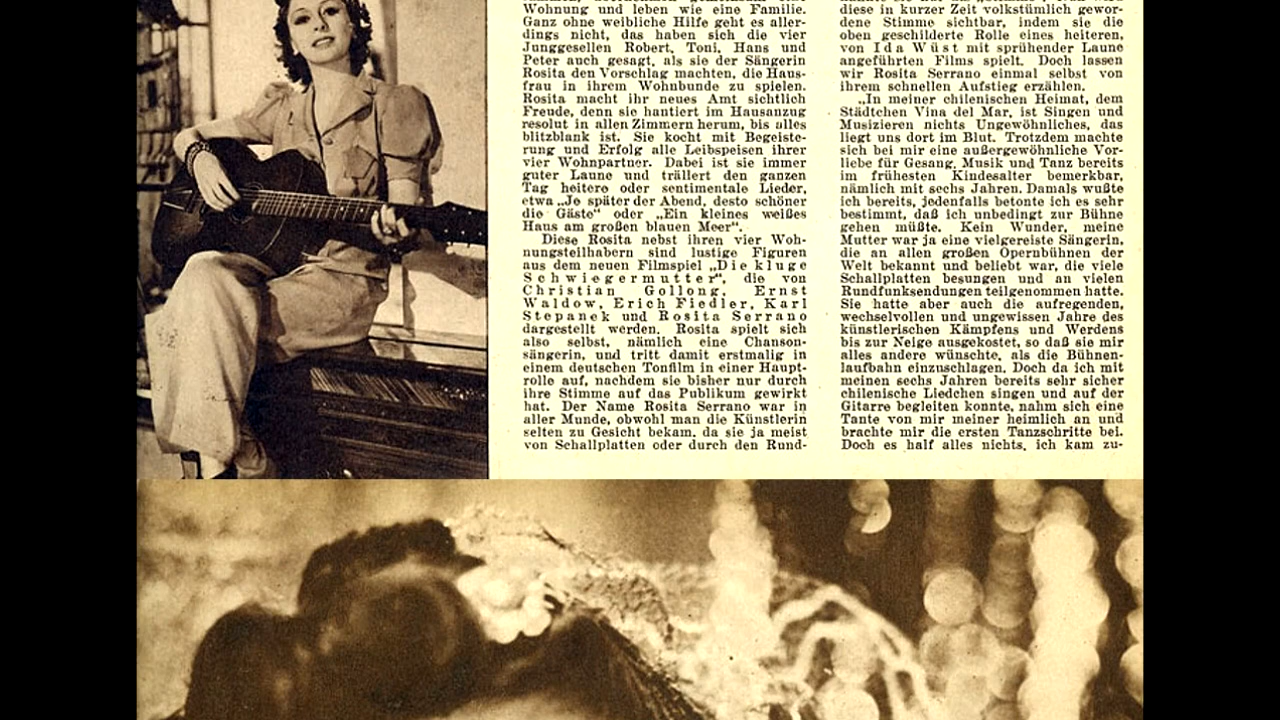 Wohnung und leben wie eine Familie.
Ganz ohne weibliche Hilfe geht es aller-
dings nicht, das haben sich die vier
Junggesellen Robert, Toni, Hans und
Peter auch gesagt, als sie der Sängerin
Rosita den Vorschlag machten, die Haus-
frau in ihrem Wohnbunde zu spielen.
Rosita macht ihr neues Amt sichtlich
Freude, denn sie hantiert im Hausanzug
resolut in allen Zimmern herum, bis alles
blitzblank ist. Sie kocht mit Begeiste-
rung und Erfolg alle Leibspeisen ihrer
vier Wohnpartner. Dabei ist sie immer
guter Laune und trällert den ganzen
Tag heitere oder sentimentale Lieder,
etwa „Je später der Abend, desto schöner
die Gäste“ oder „Ein kleines weißes
Haus am großen blauen Meer“.
Diese Rosita nebst ihren vier Woh-
nungsteilhabern sind lustige Figuren
aus dem neuen Filmspiel „Die kluge
Schwiegermutter“, die von
Christian Gollong, Ernst
Waldow, Erich Fiedler, Karl
Stepanek und Rosita Serrano
dargestellt werden. Rosita spielt sich
also selbst, nämlich eine Chanson-
sängerin, und tritt damit erstmalig in
einem deutschen Tonfilm in einer Haupt-
rolle auf, nachdem sie bisher nur durch
ihre Stimme auf das Publikum gewirkt
hat. Der Name Rosita Serrano war in
aller Munde, obwohl man die Künstlerin
selten zu Gesicht bekam, da sie ja meist
von Schallplatten oder durch den Rund-
diese in kurzer Zeit volkstümlich gewor-
dene Stimme sichtbar, indem sie die
oben geschilderte Rolle eines heiteren,
von Ida Wüst mit sprühender Laune
angeführten Films spielt. Doch lassen
wir Rosita Serrano einmal selbst von
ihrem schnellen Aufstieg erzählen.
„In meiner chilenischen Heimat, dem
Städtchen Vina del Mar, ist Singen und
Musizieren nichts Ungewöhnliches, das
liegt uns dort im Blut. Trotzdem machte
sich bei mir eine außergewöhnliche Vor-
liebe für Gesang, Musik und Tanz bereits
im frühesten Kindesalter bemerkbar,
nämlich mit sechs Jahren. Damals wußte
ich bereits, jedenfalls betonte ich es sehr
bestimmt, daß ich unbedingt zur Bühne
gehen müßte. Kein Wunder, meine
Mutter war ja eine vielgereiste Sängerin,
die an allen großen Opernbühnen der
Welt bekannt und beliebt war, die viele
Schallplatten besungen und an vielen
Rundfunksendungen teilgenommen hatte.
Sie hatte aber auch die aufregenden,
wechselvollen und ungewissen Jahre des
künstlerischen Kämpfens und Werdens
bis zur Neige ausgekostet, so daß sie mir
alles andere wünschte, als die Bühnen-
laufbahn einzuschlagen. Doch da ich mit
meinen sechs Jahren bereits sehr sicher
chilenische Liedchen singen und auf der
Gitarre begleiten konnte, nahm sich eine
Tante von mir meiner heimlich an und
brachte mir die ersten Tanzschritte bei.
Doch es half alles nichts, ich kam zu-